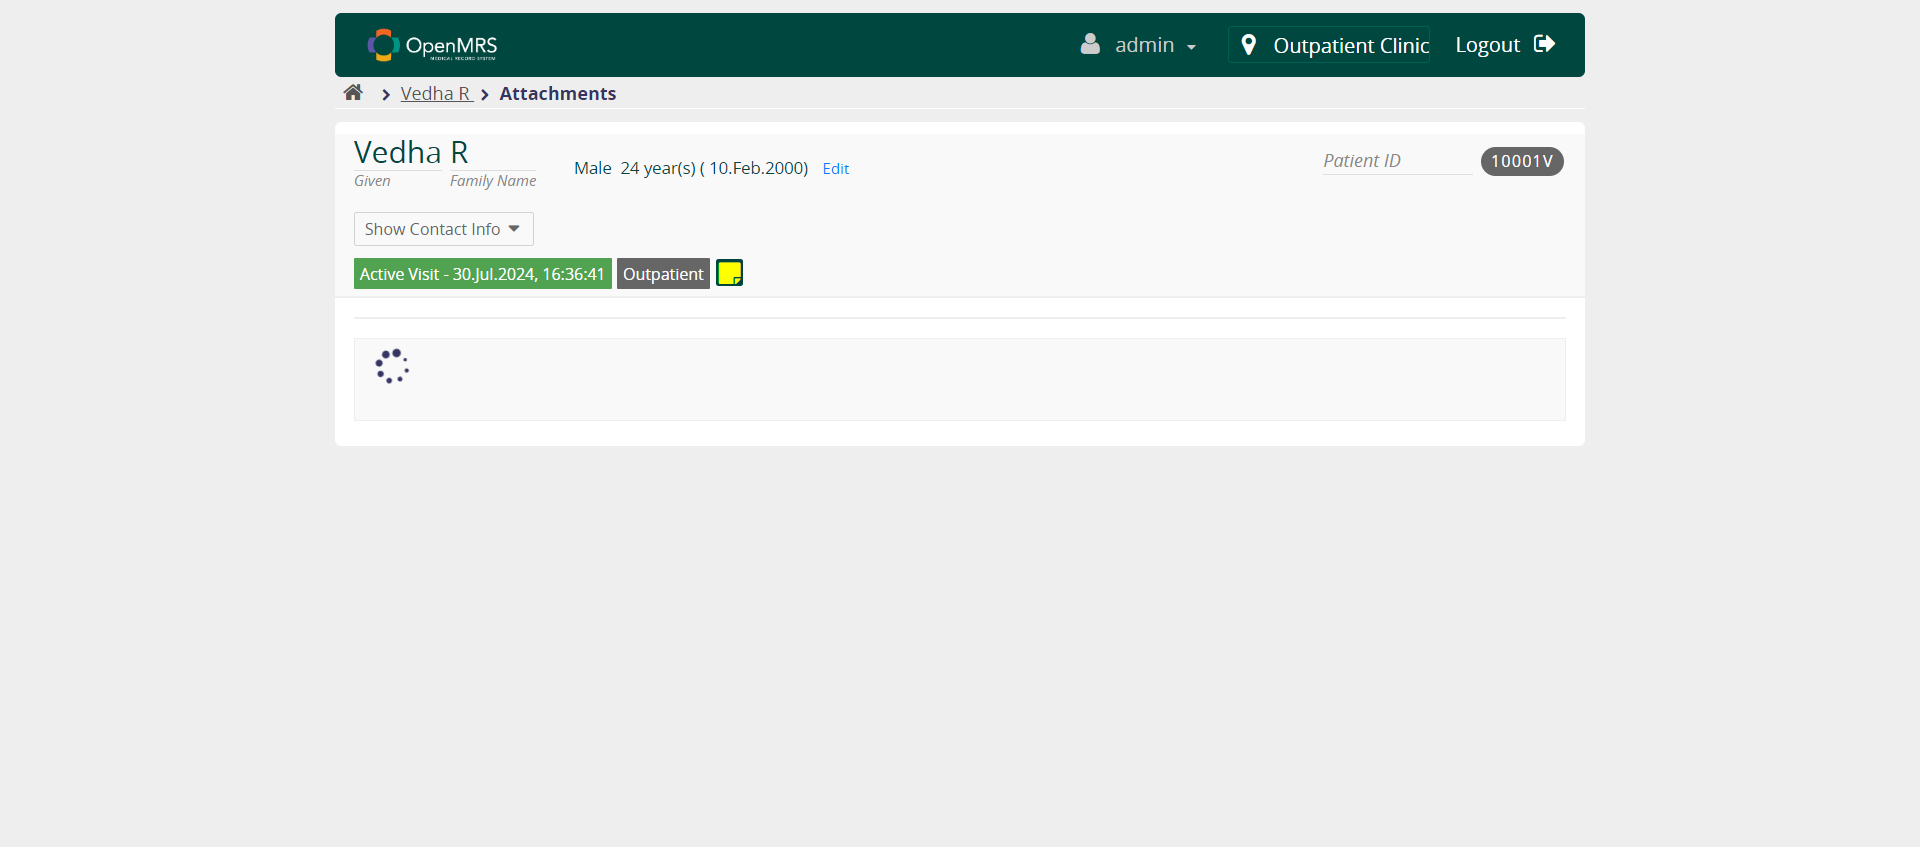 OpenMRS
MEDICAL RECORD SYSTEM
admin
Outpatient Clinic
Logout
Vedha R
Attachments
Vedha R
Given
Family Name
Male 24 year(s) ( 10.Feb.2000) Edit
Patient ID
10001V
Show Contact Info
Active Visit - 30.Jul.2024, 16:36:41
Outpatient